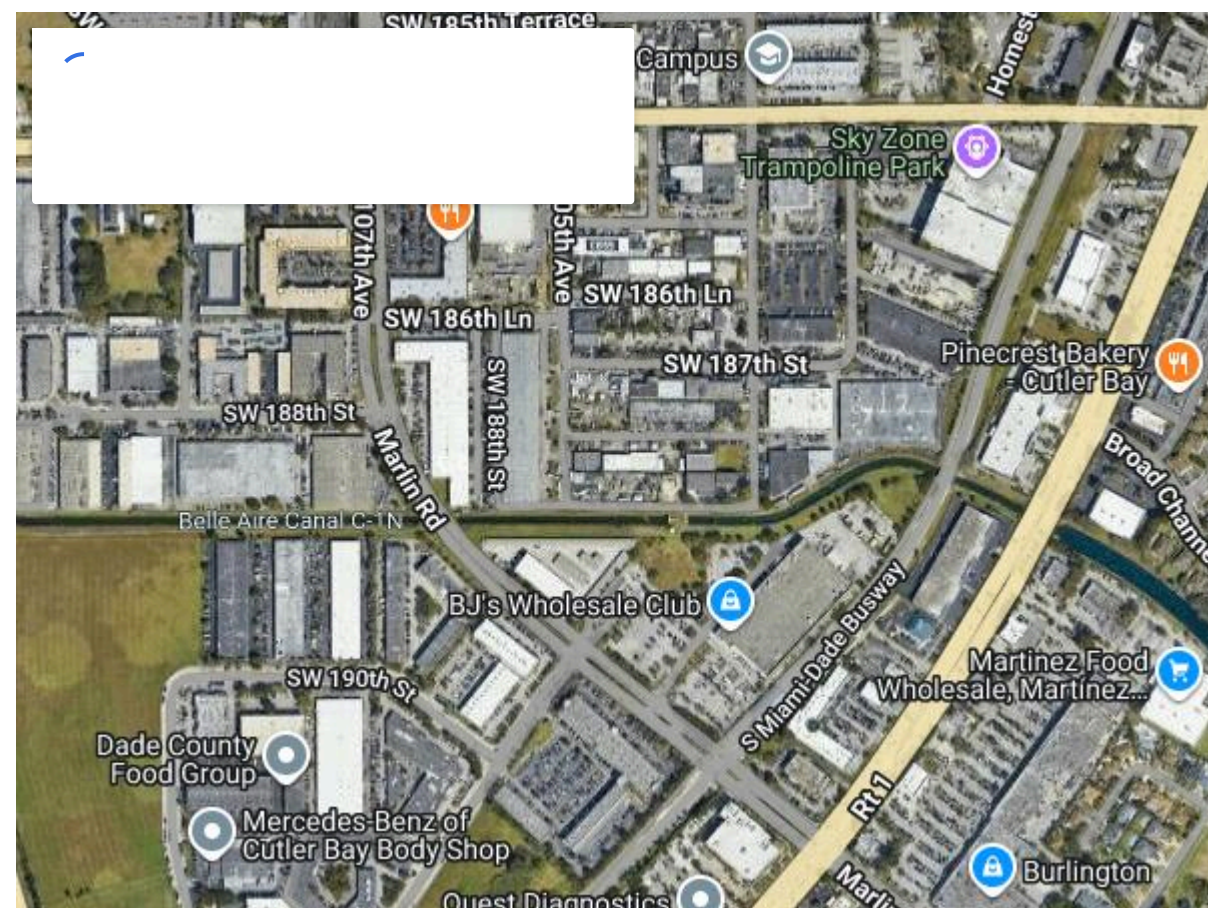 SW
SW 185th Terrace
Campus
Homest
Sky Zone
Trampoline Park
107th Ave
05th Ave
SW 186th Ln
SW 186th Ln
SW 187th St
Pinecrest Bakery
- Cutler Bay
SW 188th St
SW 188th St
Marlin Rd
Broad Channe
Belle Aire Canal C-1N
BJ's Wholesale Club
S Miami-Dade Busway
SW 190th St
Martinez Food
Wholesale, Martinez...
Dade County
Food Group
Rt 1
Mercedes-Benz of
Cutler Bay Body Shop
Burlington
Marli
Quest Diagnostics